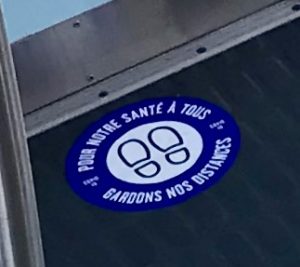 POUR NOTRE SANTÉ À TOUS
GARDONS NOS DISTANCES